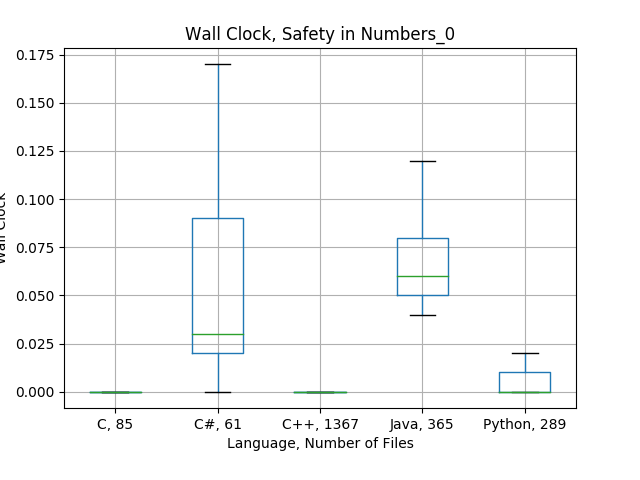 Wall Clock, Safety in Numbers_0
0.175
0.150
0.125
0.100
0.075
0.050
0.025
0.000
Wall Clock
C, 85
C#, 61
C++, 1367
Java, 365
Python, 289
Language, Number of Files